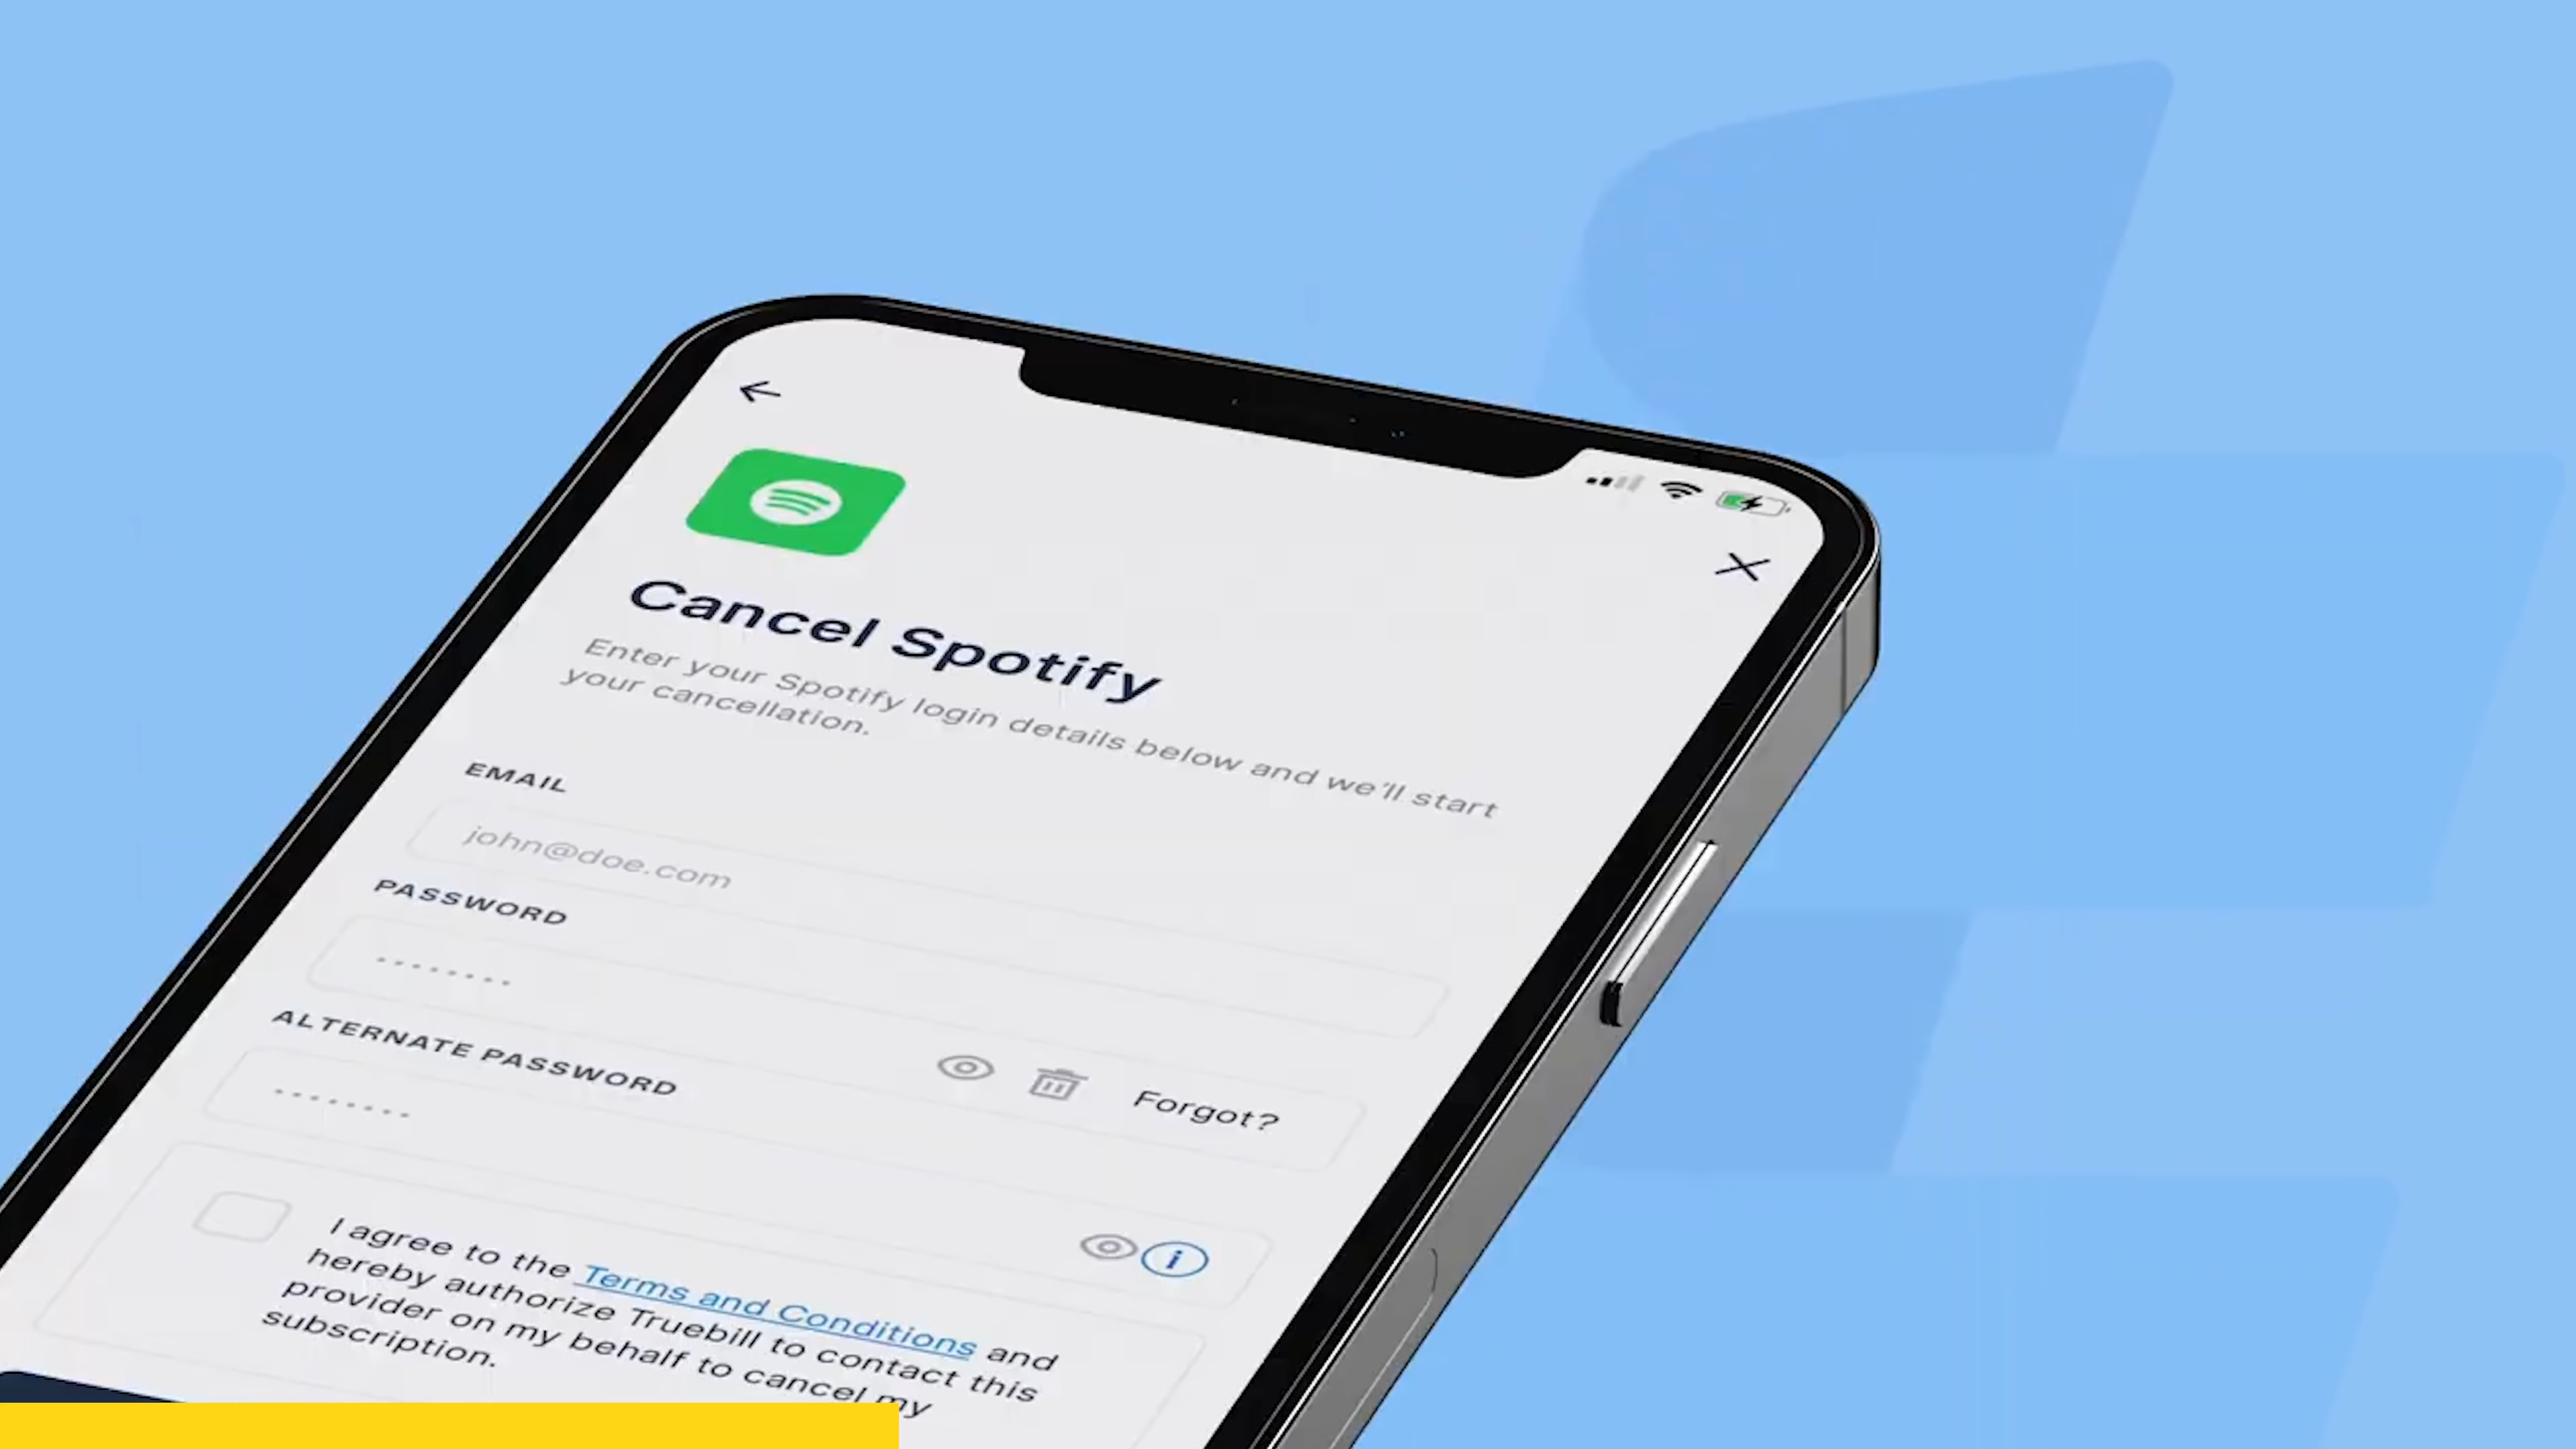 Cancel Spotify
Enter your Spotify login details below and we'll start
your cancellation.
EMAIL
john@doe.com
PASSWORD
ALTERNATE PASSWORD
Forgot?
I agree to the Terms and Conditions and
hereby authorize Truebill to contact this
provider on my behalf to cancel my
subscription.